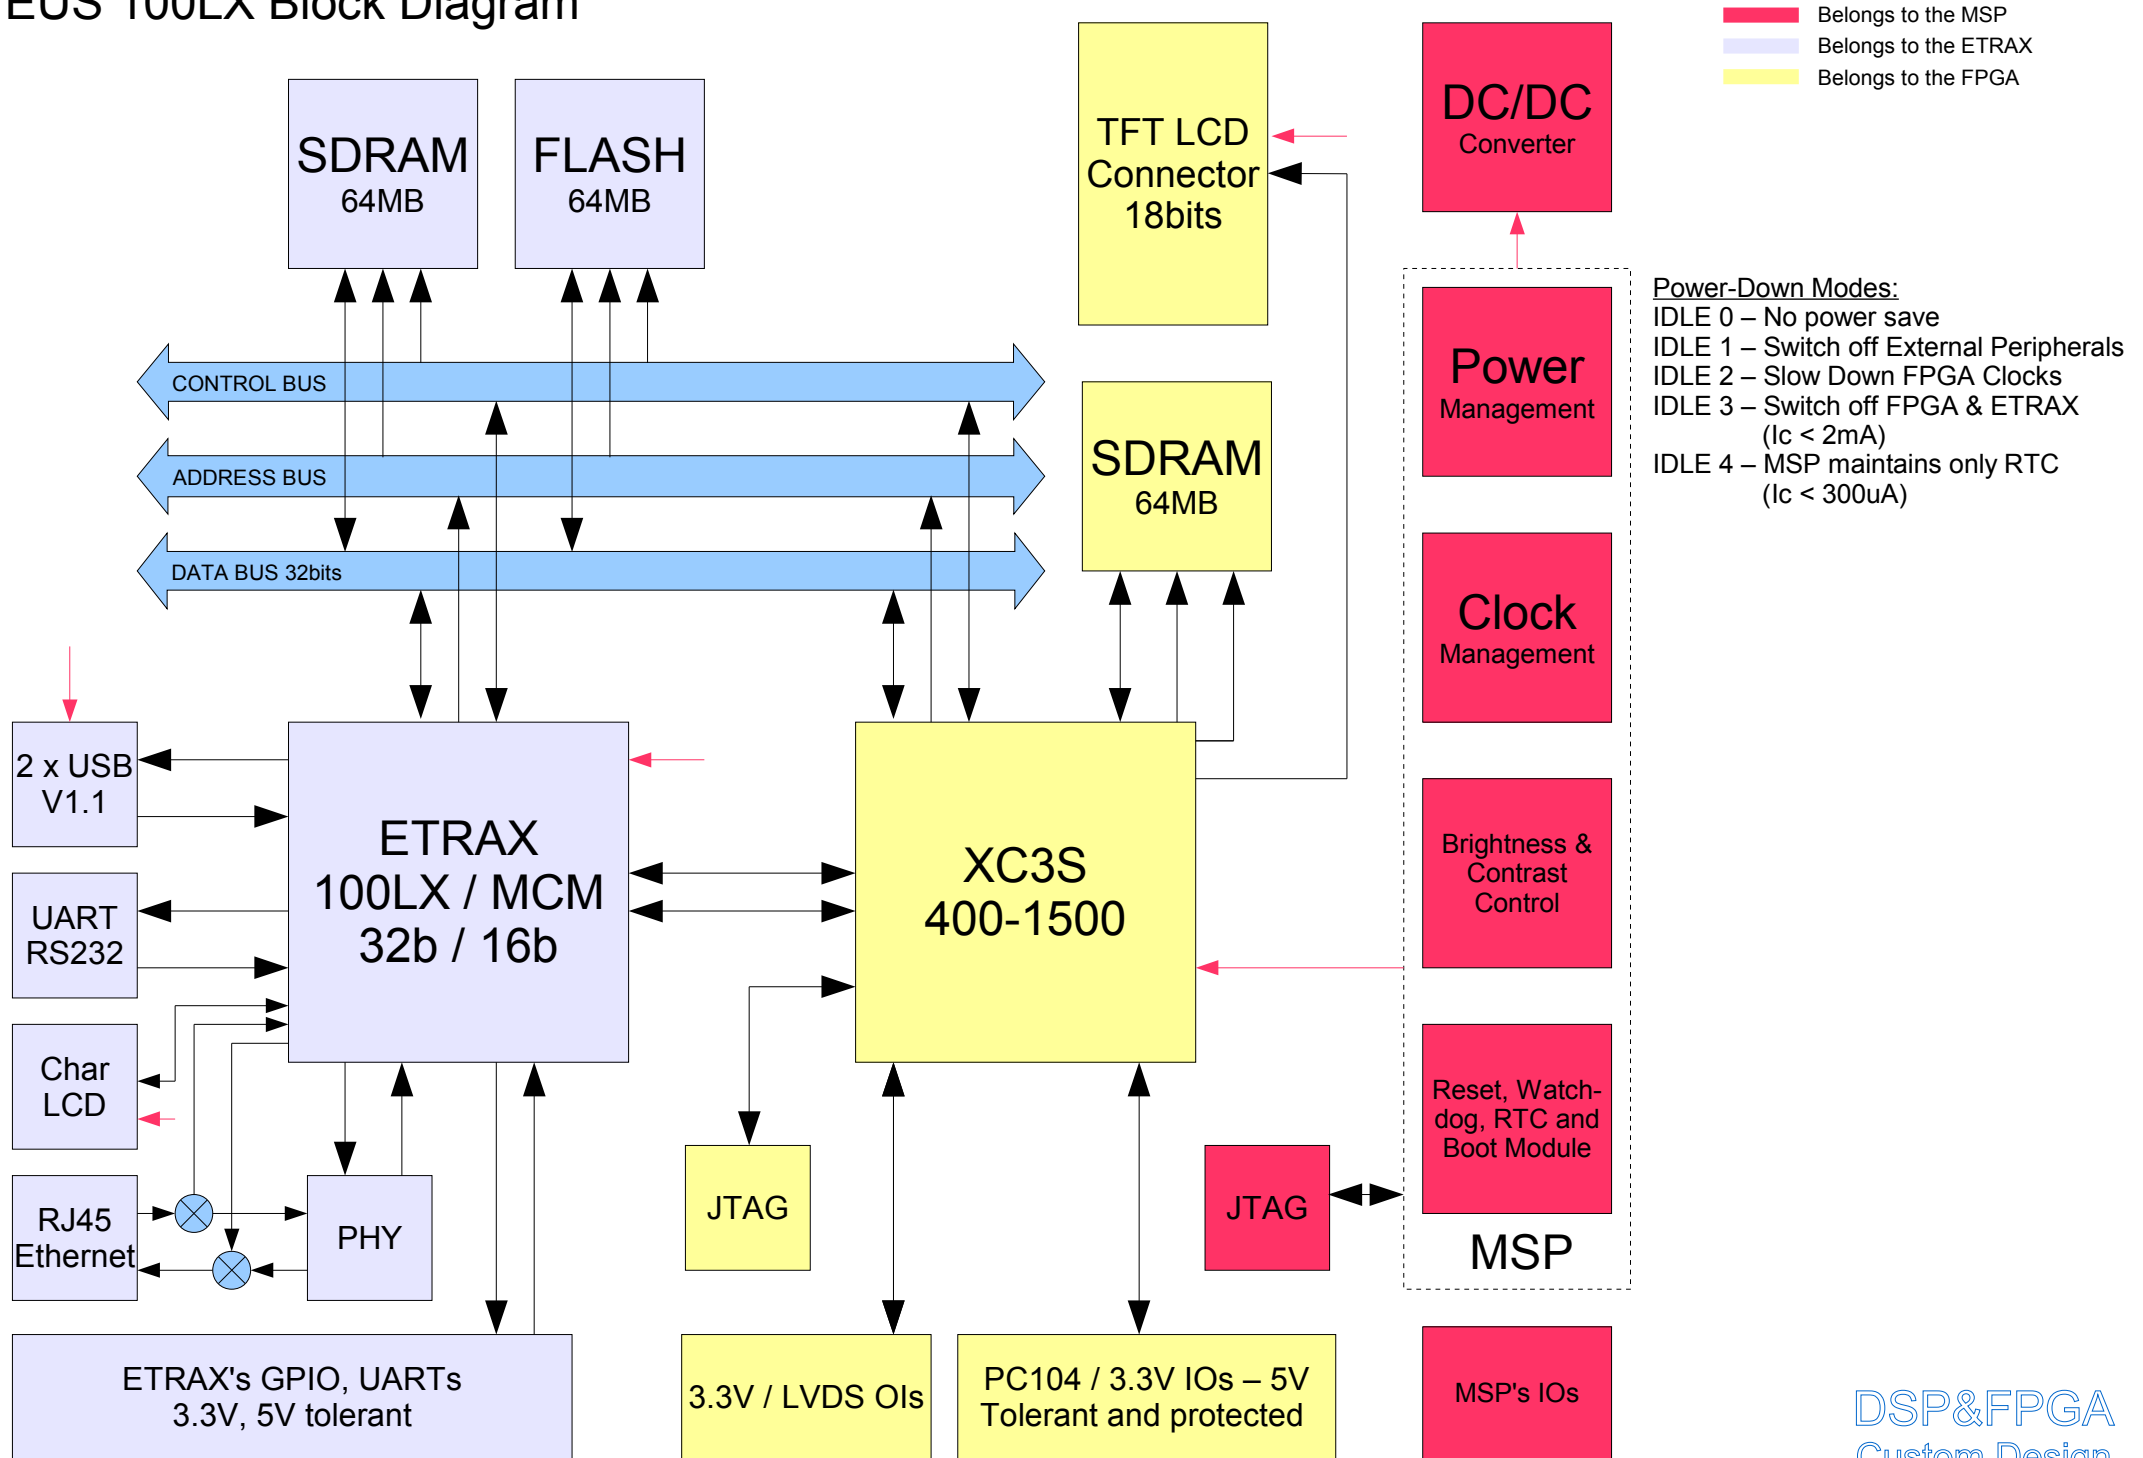 EUS 100LX Block Diagram
Belongs to the MSP
Belongs to the ETRAX
Belongs to the FPGA
SDRAM
64MB
FLASH
64MB
TFT LCD
Connector
18bits
DC/DC
Converter
Power-Down Modes:
IDLE 0 – No power save
IDLE 1 – Switch off External Peripherals
IDLE 2 – Slow Down FPGA Clocks
IDLE 3 – Switch off FPGA & ETRAX
(Ic < 2mA)
IDLE 4 – MSP maintains only RTC
(Ic < 300uA)
Power
Management
CONTROL BUS
ADDRESS BUS
DATA BUS 32bits
SDRAM
64MB
Clock
Management
2 x USB
V1.1
UART
RS232
Char
LCD
RJ45
Ethernet
ETRAX
100LX / MCM
32b / 16b
XC3S
400-1500
Brightness &
Contrast
Control
Reset, Watch-
dog, RTC and
Boot Module
MSP
PHY
JTAG
JTAG
ETRAX's GPIO, UARTs
3.3V, 5V tolerant
3.3V / LVDS OIs
PC104 / 3.3V IOs – 5V
Tolerant and protected
MSP's IOs
DSP&FPGA
Custom Design